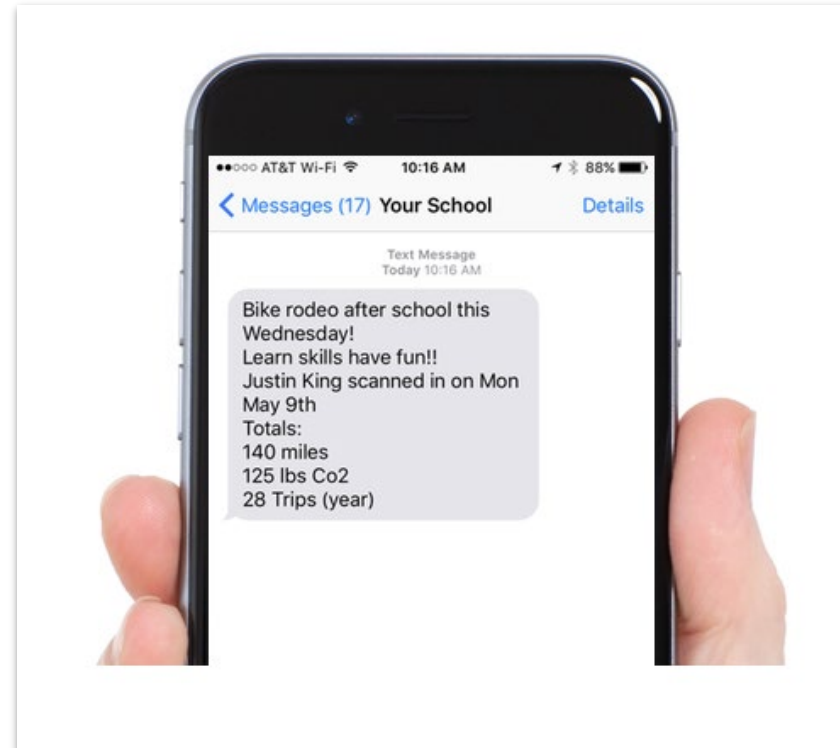 AT&T Wi-Fi 10:16 AM 88%
Messages (17) Your School Details
Text Message
Today 10:16 AM
Bike rodeo after school this
Wednesday!
Learn skills have fun!!
Justin King scanned in on Mon
May 9th
Totals:
140 miles
125 lbs Co2
28 Trips (year)